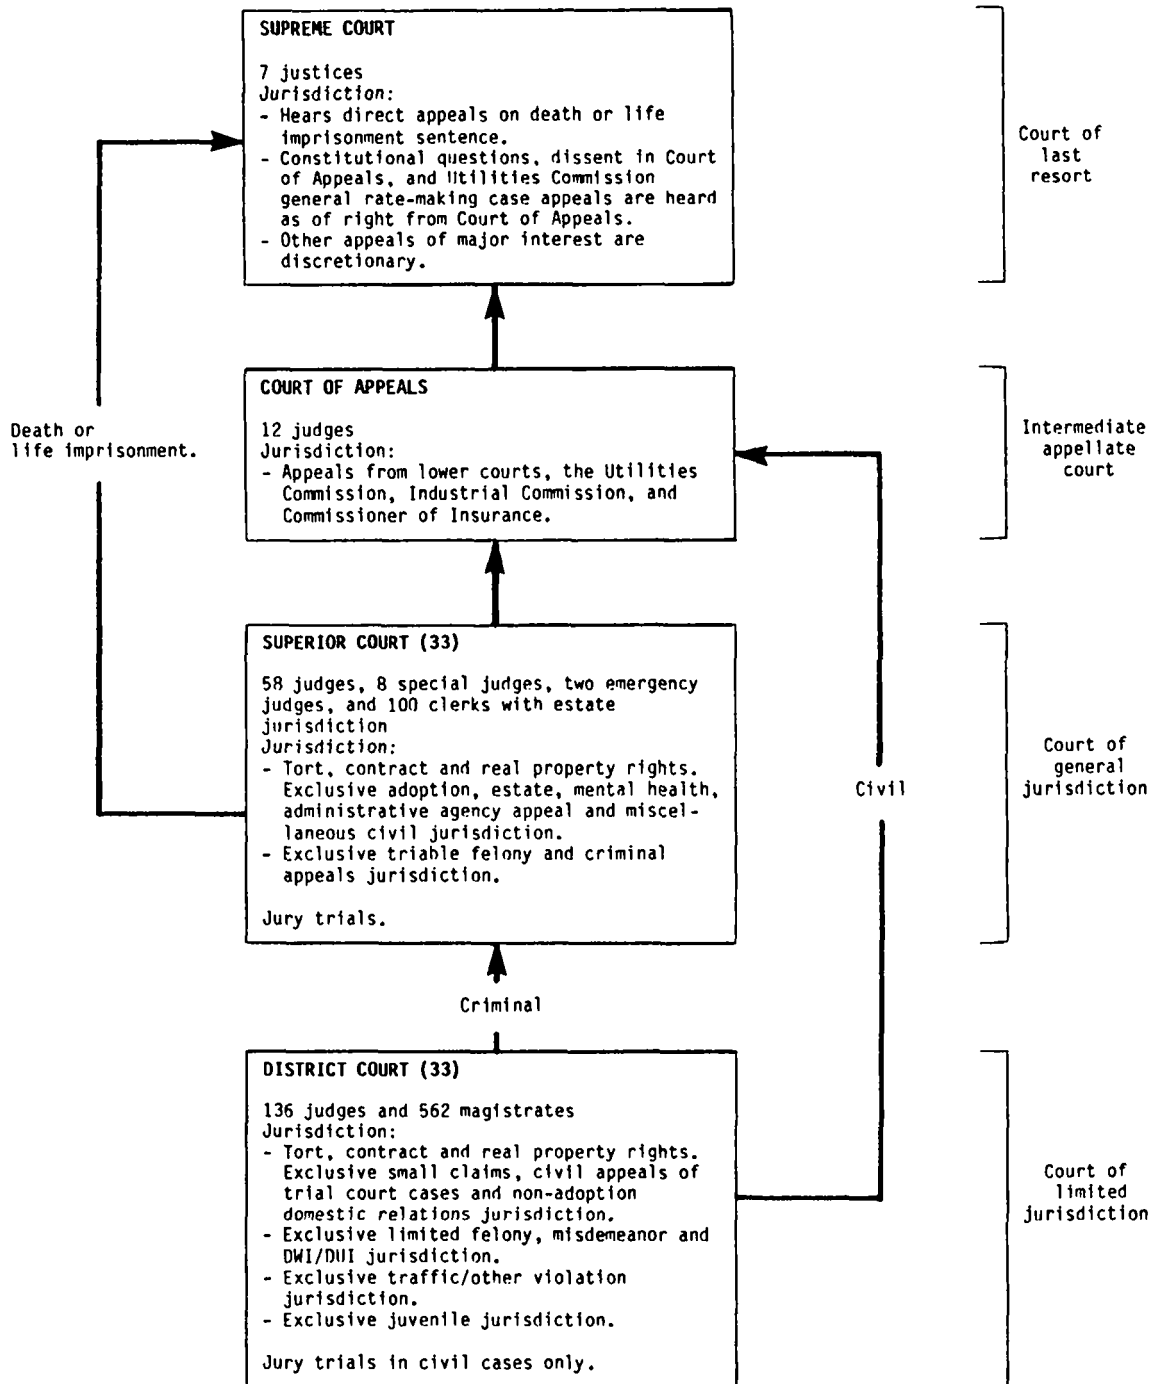 SUPREME COURT
7 justices
Jurisdiction:
- Hears direct appeals on death or life
imprisonment sentence.
- Constitutional questions, dissent in Court
of Appeals, and Utilities Commission
general rate-making case appeals are heard
as of right from Court of Appeals.
- Other appeals of major interest are
discretionary.
Court of
last
resort
COURT OF APPEALS
12 judges
Jurisdiction:
- Appeals from lower courts, the Utilities
Commission, Industrial Commission, and
Commissioner of Insurance.
Death or
life imprisonment.
Intermediate
appellate
court
SUPERIOR COURT (33)
58 judges, 8 special judges, two emergency
judges, and 100 clerks with estate
jurisdiction
Jurisdiction:
- Tort, contract and real property rights.
Exclusive adoption, estate, mental health,
administrative agency appeal and miscel-
laneous civil jurisdiction.
- Exclusive triable felony and criminal
appeals jurisdiction.
Jury trials.
Civil
Court of
general
jurisdiction
Criminal
DISTRICT COURT (33)
136 judges and 562 magistrates
Jurisdiction:
- Tort, contract and real property rights.
Exclusive small claims, civil appeals of
trial court cases and non-adoption
domestic relations jurisdiction.
- Exclusive limited felony, misdemeanor and
DWI/DUI jurisdiction.
- Exclusive traffic/other violation
jurisdiction.
- Exclusive juvenile jurisdiction.
Jury trials in civil cases only.
Court of
limited
jurisdiction